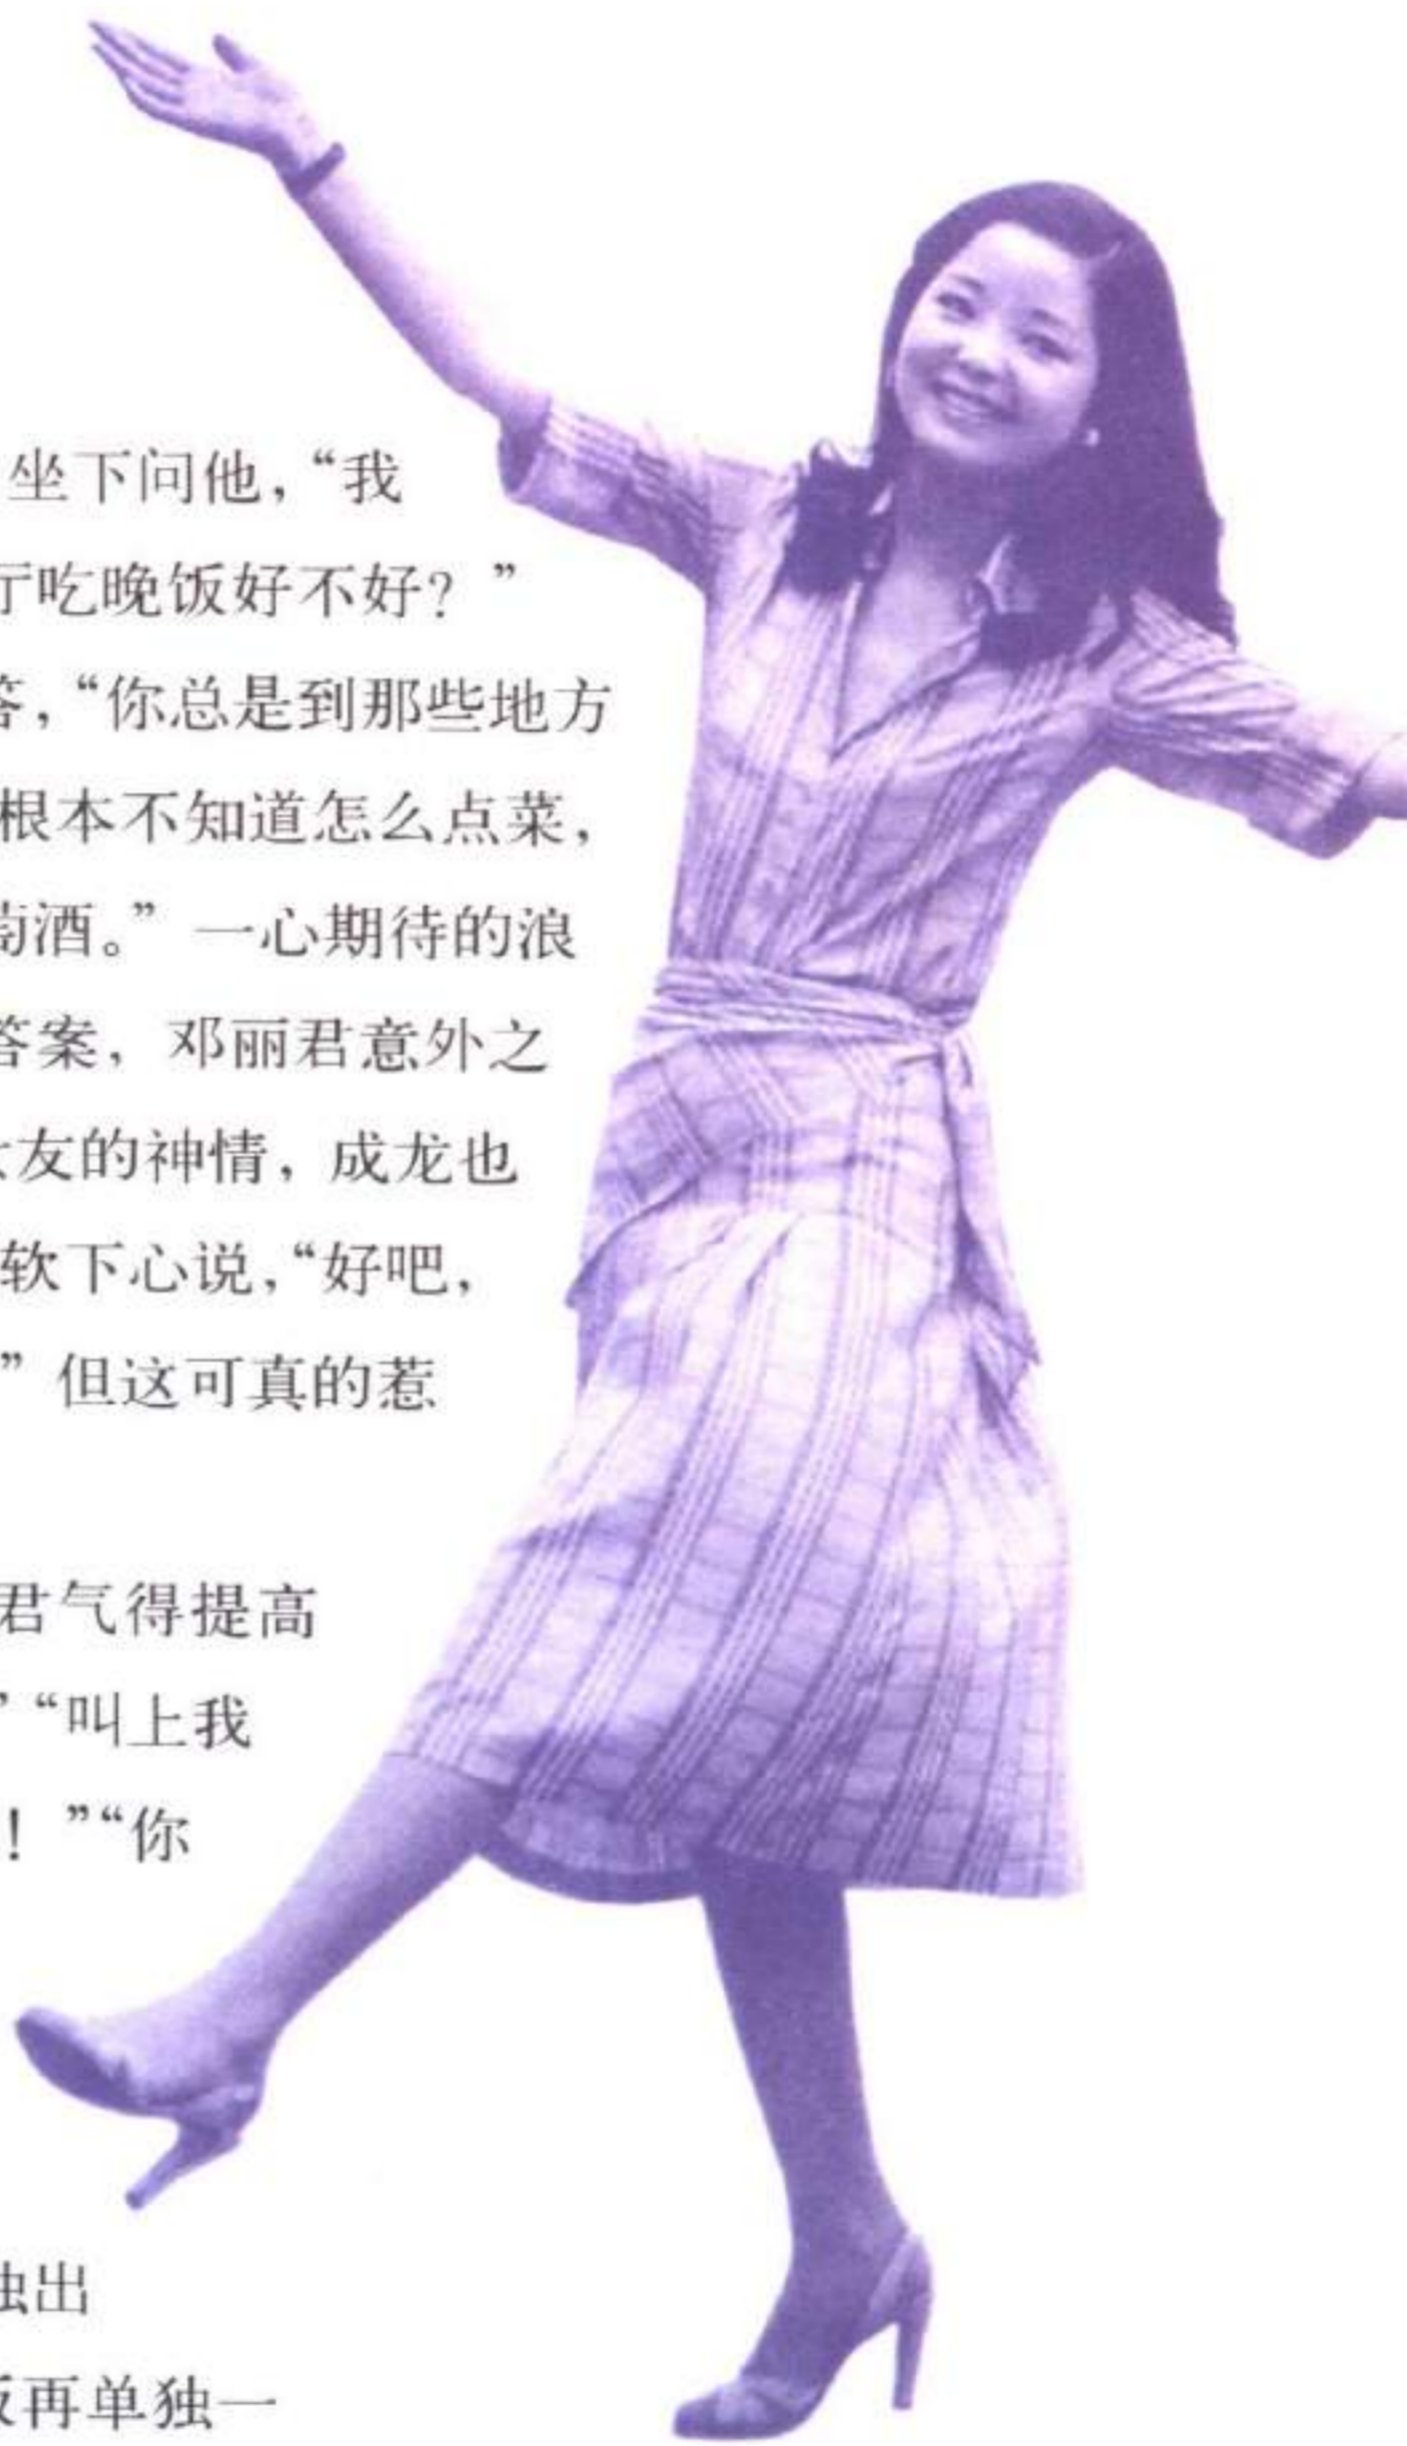 坐下问他，“我
厅吃晚饭好不好？”
答，“你总是到那些地方
根本不知道怎么点菜，
萄酒。”一心期待的浪
答案，邓丽君意外之
女友的神情，成龙也
软下心说，“好吧，
”但这可真的惹
君气得提高
”“叫上我
！”“你
独出
饭再单独一